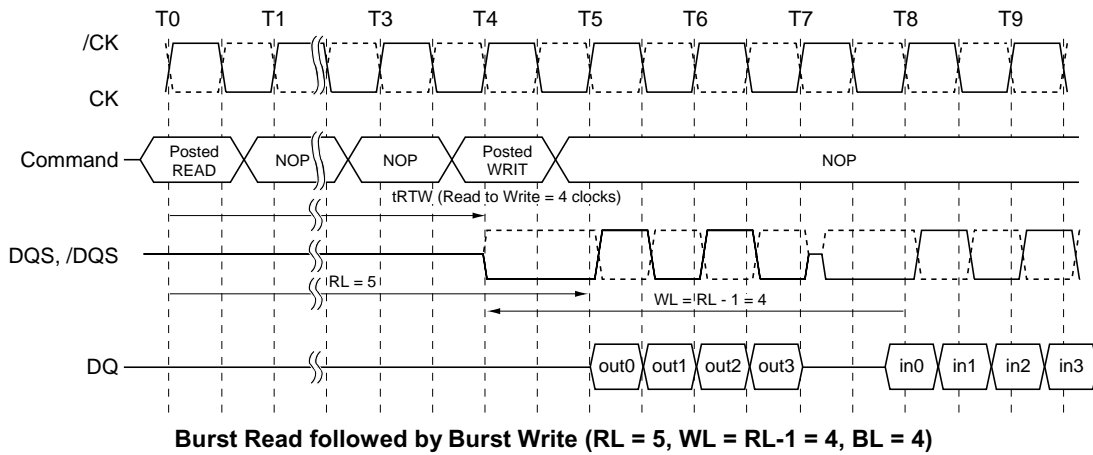 T0 T1 T3 T4 T5 T6 T7 T8 T9
/CK
CK
Command Posted READ NOP NOP Posted WRIT NOP
tRTW (Read to Write = 4 clocks)
DQS, /DQS
RL = 5 WL = RL - 1 = 4
DQ out0 out1 out2 out3 in0 in1 in2 in3
Burst Read followed by Burst Write (RL = 5, WL = RL-1 = 4, BL = 4)